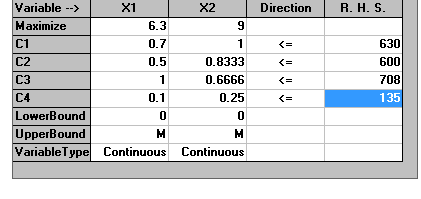 Variable --> X1 X2 Direction R. H. S.
Maximize 6.3 9
C1 0.7 1 <= 630
C2 0.5 0.8333 <= 600
C3 1 0.6666 <= 708
C4 0.1 0.25 <= 135
LowerBound 0 0
UpperBound M M
VariableType Continuous Continuous